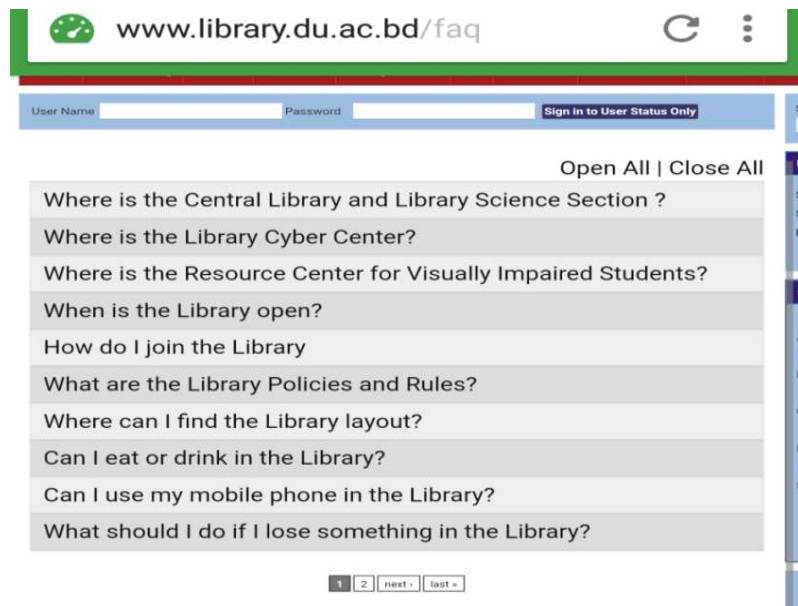 www.library.du.ac.bd/faq
User Name Password Sign in to User Status Only
Open All | Close All
Where is the Central Library and Library Science Section ?
Where is the Library Cyber Center?
Where is the Resource Center for Visually Impaired Students?
When is the Library open?
How do I join the Library
What are the Library Policies and Rules?
Where can I find the Library layout?
Can I eat or drink in the Library?
Can I use my mobile phone in the Library?
What should I do if I lose something in the Library?
1 2 next › last »